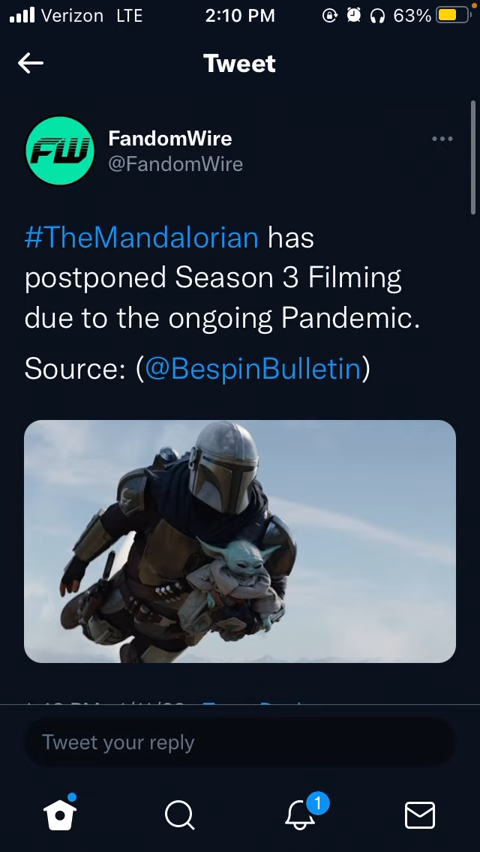 Verizon LTE 2:10 PM 63%
Tweet
FW FandomWire
@FandomWire
#TheMandalorian has
postponed Season 3 Filming
due to the ongoing Pandemic.
Source: (@BespinBulletin)
Tweet your reply
1